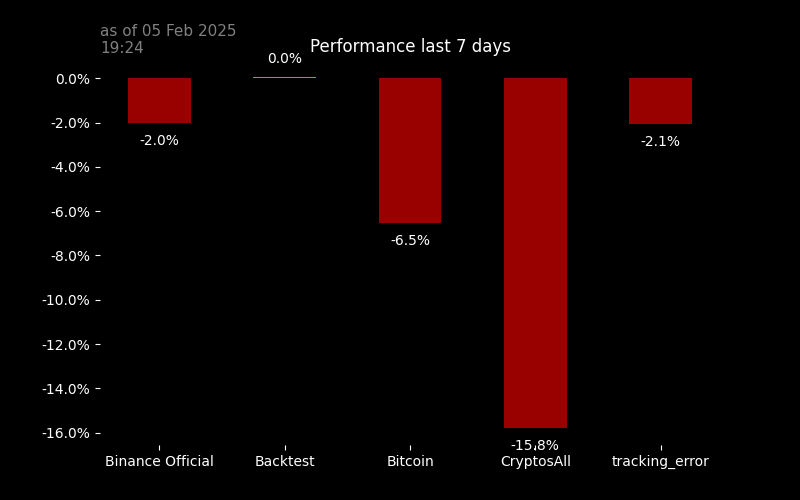 as of 05 Feb 2025
19:24
Performance last 7 days
0.0%
0.0%
-2.0%
-2.0%
-2.1%
-4.0%
-6.0%
-6.5%
-8.0%
-10.0%
-12.0%
-14.0%
-16.0%
-15.8%
Binance Official
Backtest
Bitcoin
CryptosAll
tracking_error